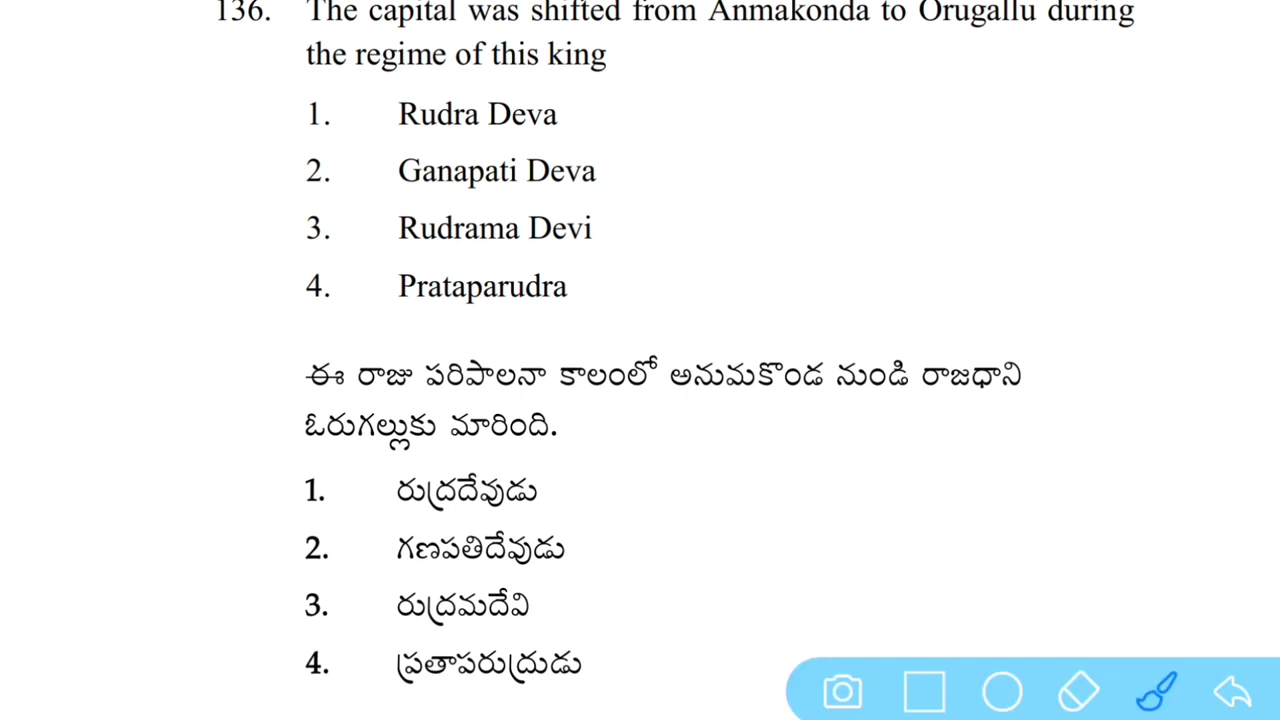 136. The capital was shifted from Anmakonda to Orugallu during
the regime of this king
1. Rudra Deva
2. Ganapati Deva
3. Rudrama Devi
4. Prataparudra
ఈ రాజు పరిపాలనా కాలంలో అనుమకొండ నుండి రాజధాని
ఓరుగల్లుకు మారింది.
1. రుద్రదేవుడు
2. గణపతిదేవుడు
3. రుద్రమదేవి
4. ప్రతాపరుద్రుడు